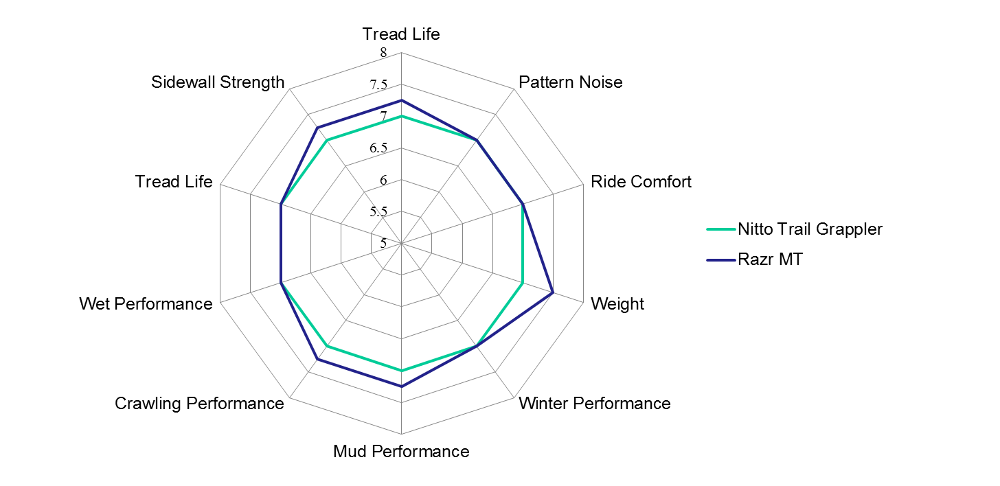 Tread Life
8
Sidewall Strength
Pattern Noise
7.5
7
6.5
Tread Life
6
Ride Comfort
5.5
Nitto Trail Grappler
5
Razr MT
Wet Performance
Weight
Crawling Performance
Winter Performance
Mud Performance